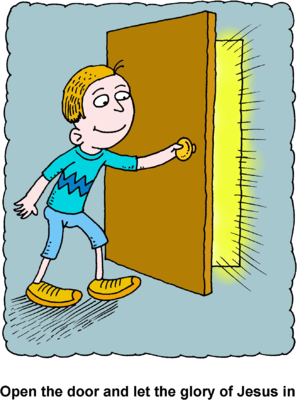 Open the door and let the glory of Jesus in